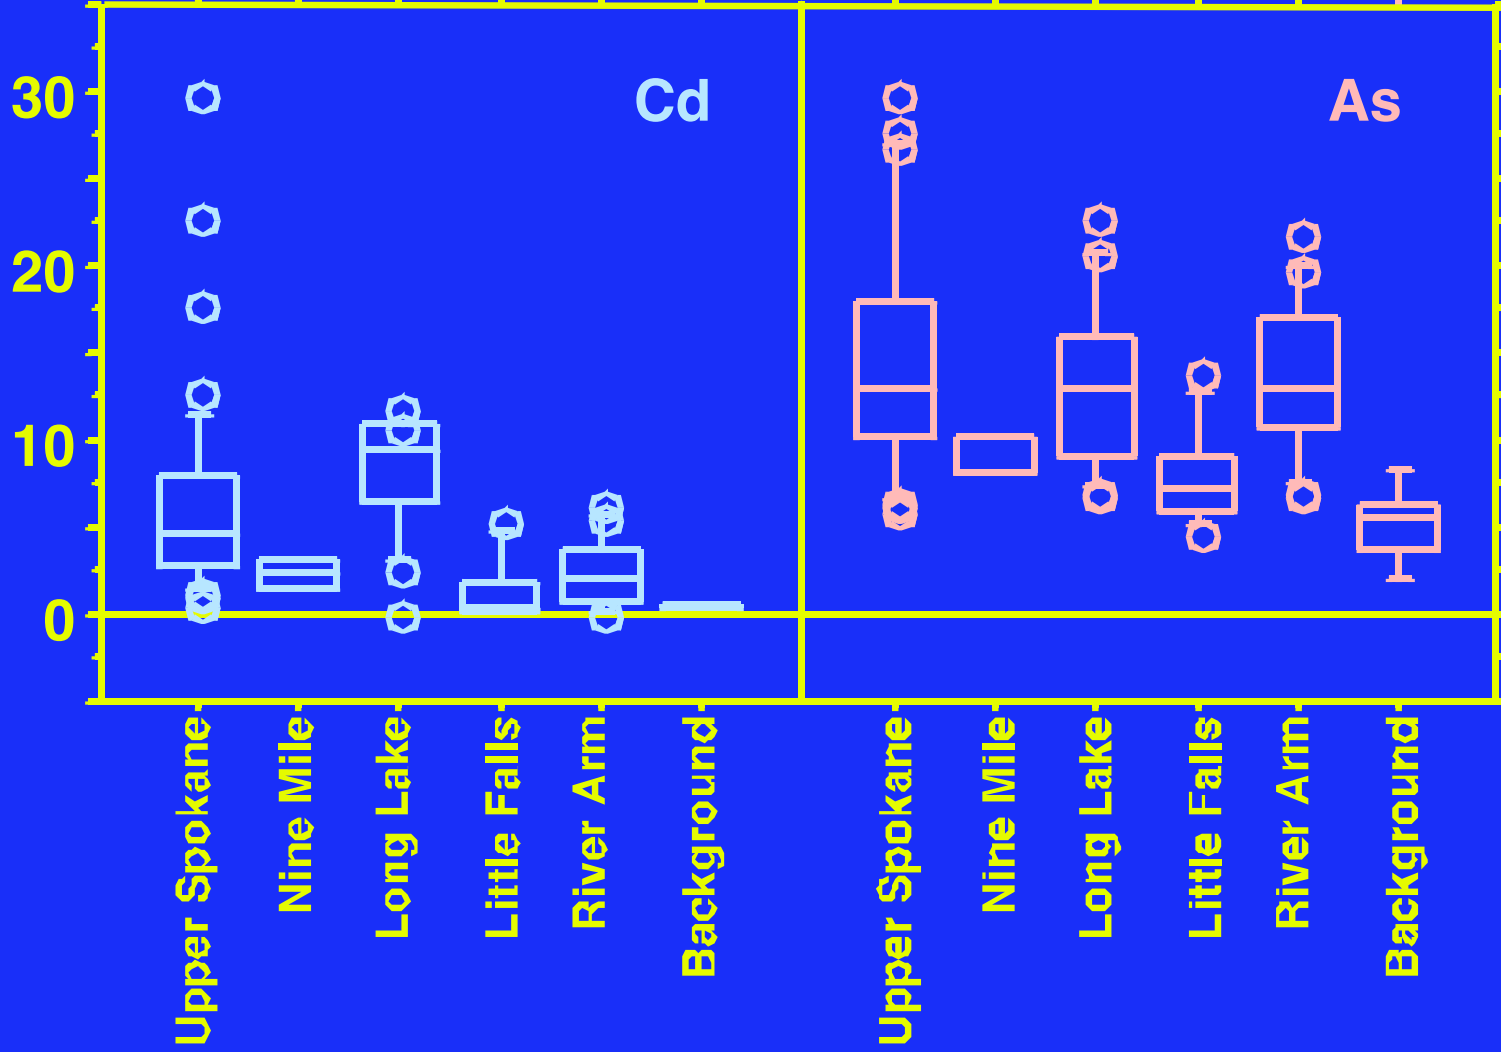 Cd
As
30
20
10
0
Upper Spokane
Nine Mile
Long Lake
Little Falls
River Arm
Background
Upper Spokane
Nine Mile
Long Lake
Little Falls
River Arm
Background